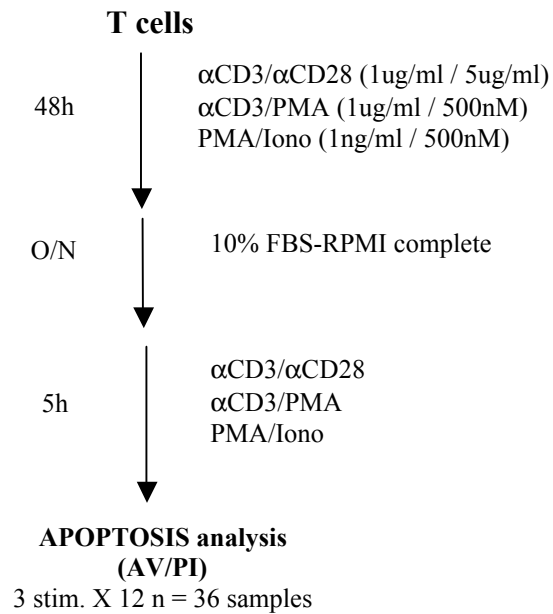 T cells
48h
αCD3/αCD28 (1ug/ml / 5ug/ml)
αCD3/PMA (1ug/ml / 500nM)
PMA/Iono (1ng/ml / 500nM)
O/N
10% FBS-RPMI complete
5h
αCD3/αCD28
αCD3/PMA
PMA/Iono
APOPTOSIS analysis
(AV/PI)
3 stim. X 12 n = 36 samples